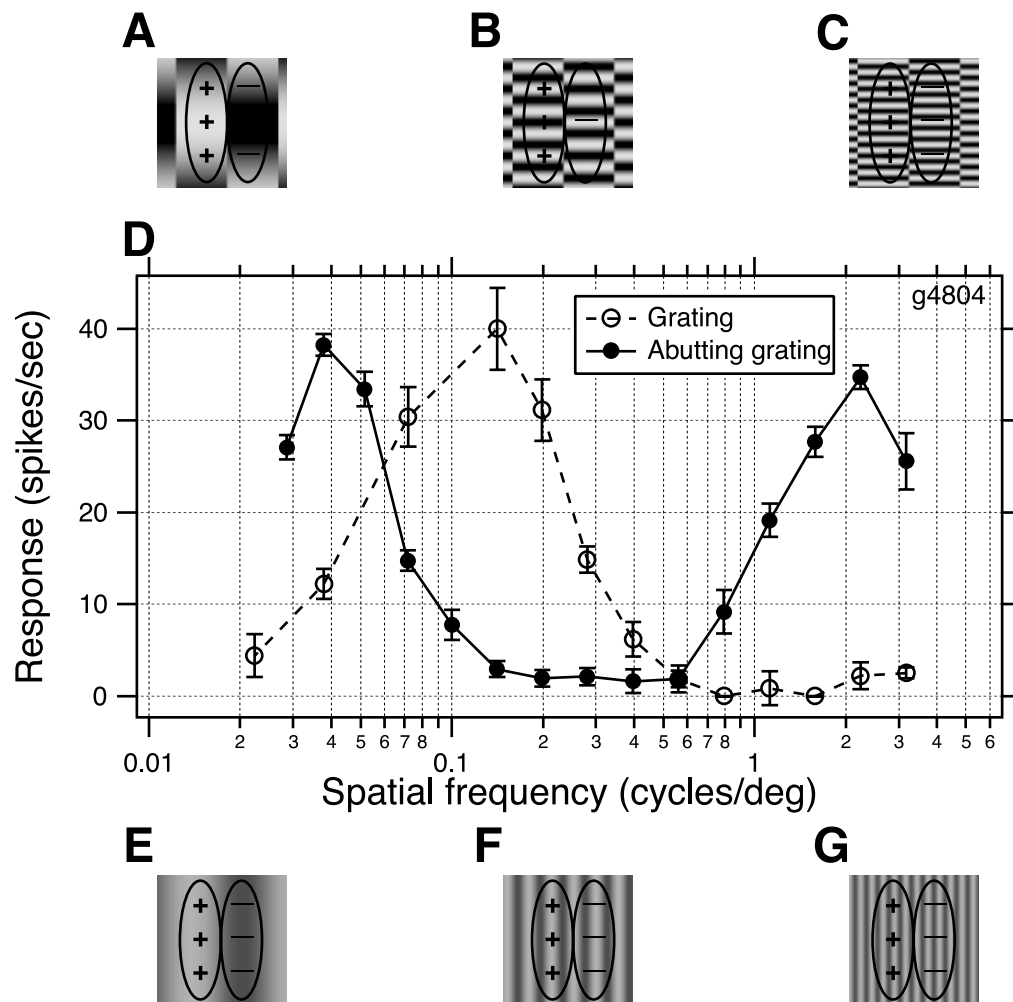 A B C
+ — + — + —
+ + — + —
+ — + + —
D
g4804
Grating
Abutting grating
Response (spikes/sec)
40
30
20
10
0
2 3 4 5 6 7 8 2 3 4 5 6 7 8 2 3 4 5 6
0.01 0.1 1
Spatial frequency (cycles/deg)
E F G
+ — + — + —
+ — + — + —
+ — + — + —